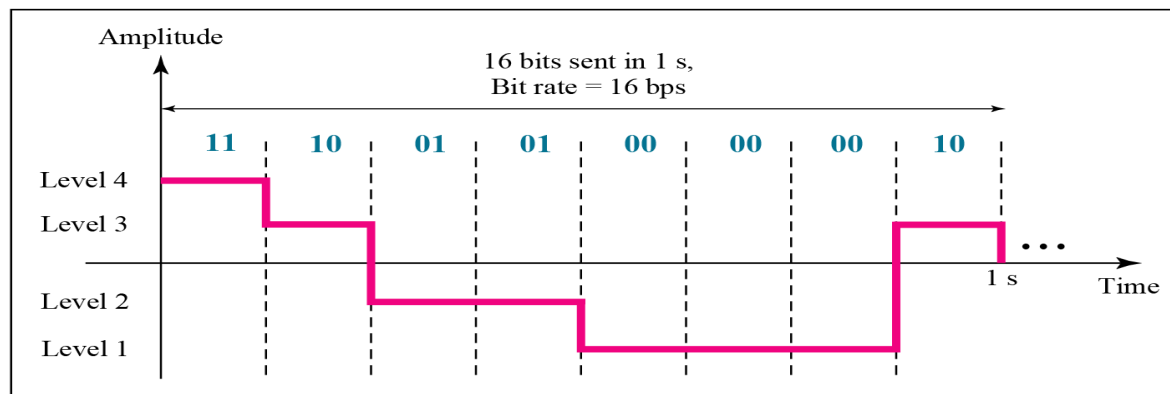 Amplitude
16 bits sent in 1 s,
Bit rate = 16 bps
11 10 01 01 00 00 00 10
Level 4
Level 3
...
1 s
Time
Level 2
Level 1